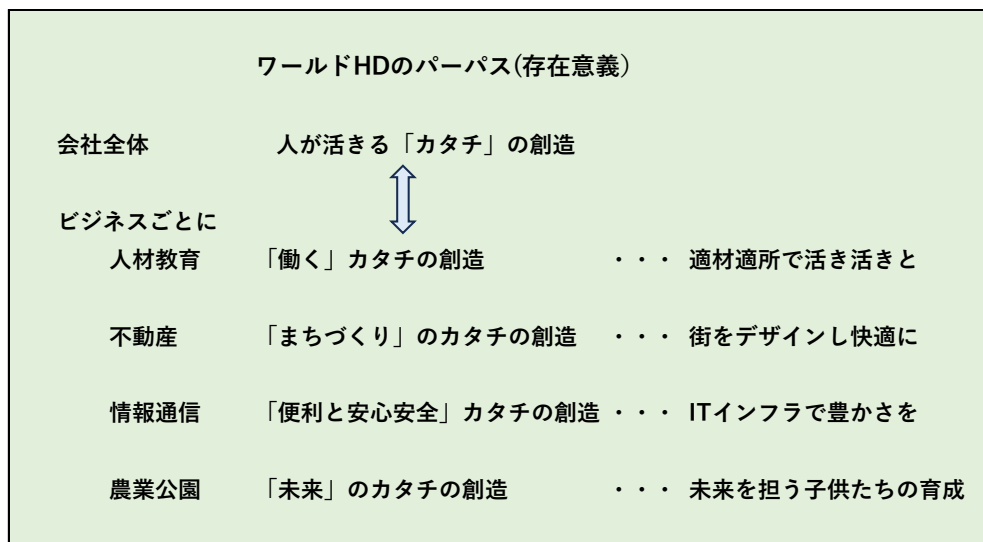 ワールドHDのパーパス(存在意義)
会社全体 人が活きる「カタチ」の創造
ビジネスごとに
人材教育 「働く」カタチの創造 ・・・ 適材適所で活き活きと
不動産 「まちづくり」のカタチの創造 ・・・ 街をデザインし快適に
情報通信 「便利と安心安全」カタチの創造 ・・・ ITインフラで豊かさを
農業公園 「未来」のカタチの創造 ・・・ 未来を担う子供たちの育成